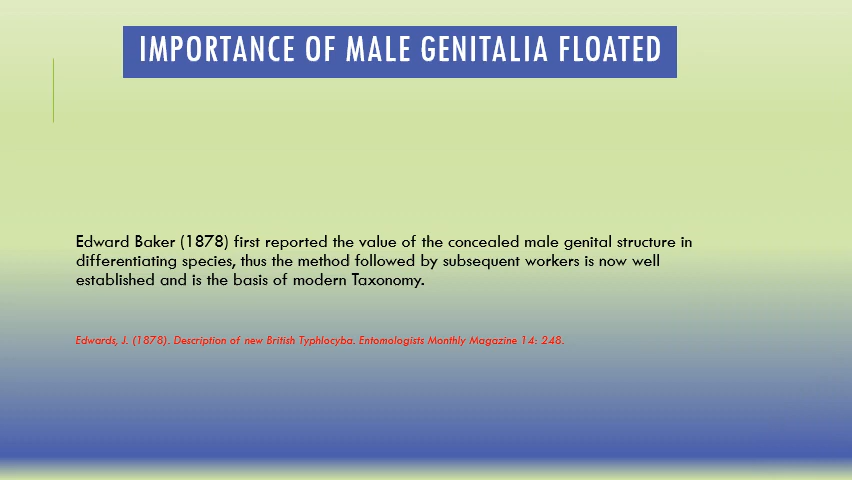 IMPORTANCE OF MALE GENITALIA FLOATED
Edward Baker (1878) first reported the value of the concealed male genital structure in
differentiating species, thus the method followed by subsequent workers is now well
established and is the basis of modern Taxonomy.
Edwards, J. (1878). Description of new British Typhlocyba. Entomologists Monthly Magazine 14: 248.